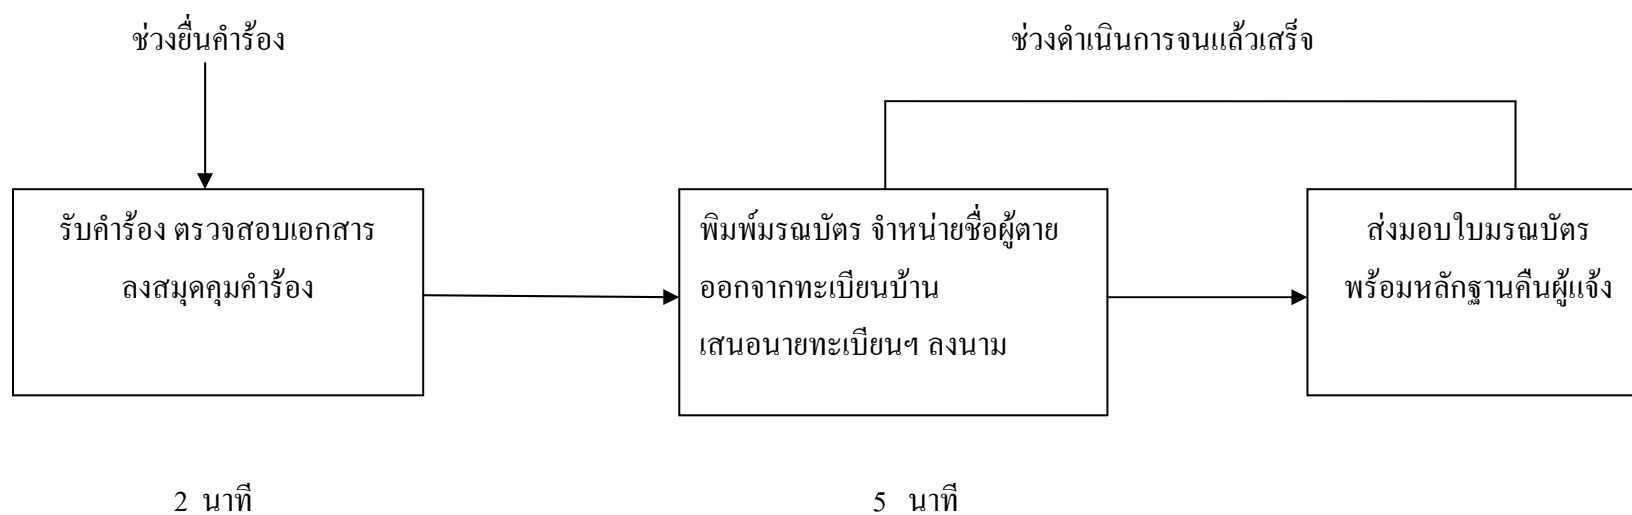 ช่วงยื่นคำร้อง
ช่วงดำเนินการจนแล้วเสร็จ
รับคำร้อง ตรวจสอบเอกสาร
ลงสมุดคุมคำร้อง
พิมพ์มรณบัตร จำหน่ายชื่อผู้ตาย
ออกจากทะเบียนบ้าน
เสนอนายทะเบียนฯ ลงนาม
ส่งมอบใบมรณบัตร
พร้อมหลักฐานคืนผู้แจ้ง
2 นาที
5 นาที